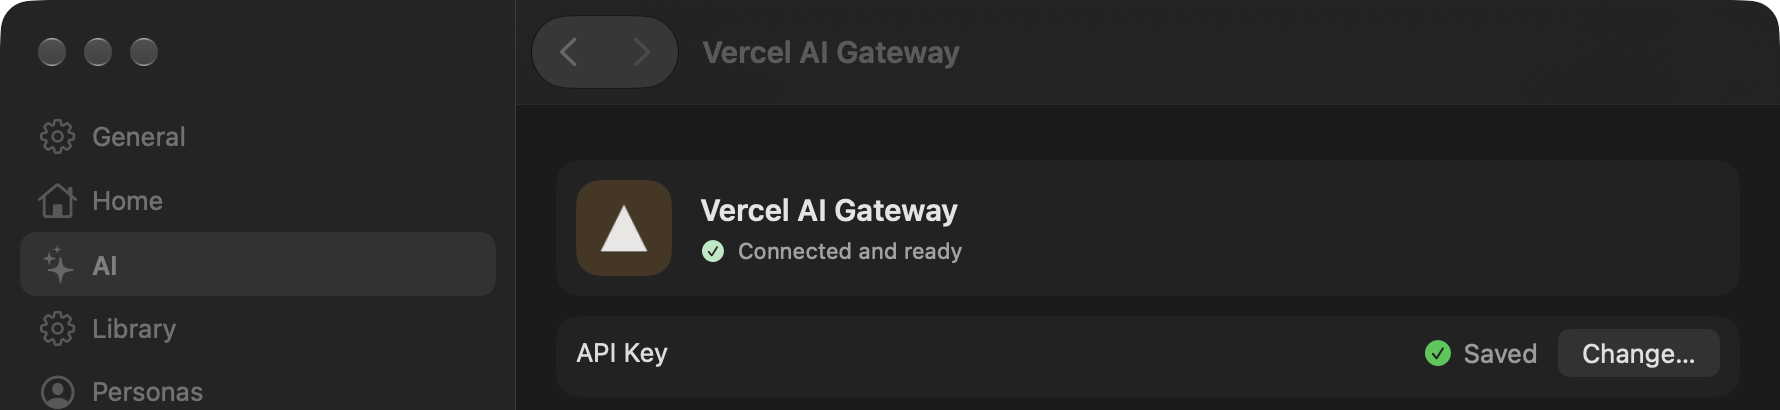 Vercel AI Gateway
General
Home
AI
Library
Personas
Vercel AI Gateway
Connected and ready
API Key
Saved
Change...